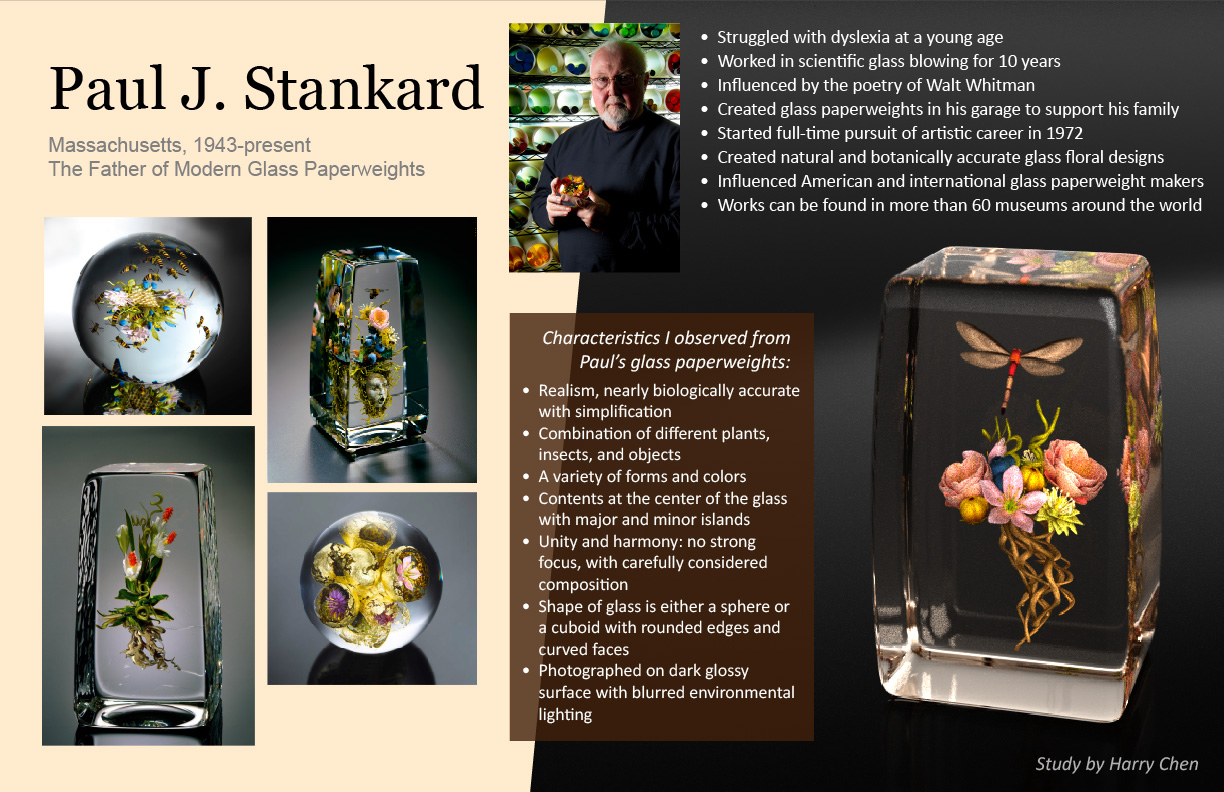 Paul J. Stankard
Massachusetts, 1943-present
The Father of Modern Glass Paperweights
• Struggled with dyslexia at a young age
• Worked in scientific glass blowing for 10 years
• Influenced by the poetry of Walt Whitman
• Created glass paperweights in his garage to support his family
• Started full-time pursuit of artistic career in 1972
• Created natural and botanically accurate glass floral designs
• Influenced American and international glass paperweight makers
• Works can be found in more than 60 museums around the world
Characteristics I observed from
Paul’s glass paperweights:
• Realism, nearly biologically accurate
with simplification
• Combination of different plants,
insects, and objects
• A variety of forms and colors
• Contents at the center of the glass
with major and minor islands
• Unity and harmony: no strong
focus, with carefully considered
composition
• Shape of glass is either a sphere or
a cuboid with rounded edges and
curved faces
• Photographed on dark glossy
surface with blurred environmental
lighting
Study by Harry Chen